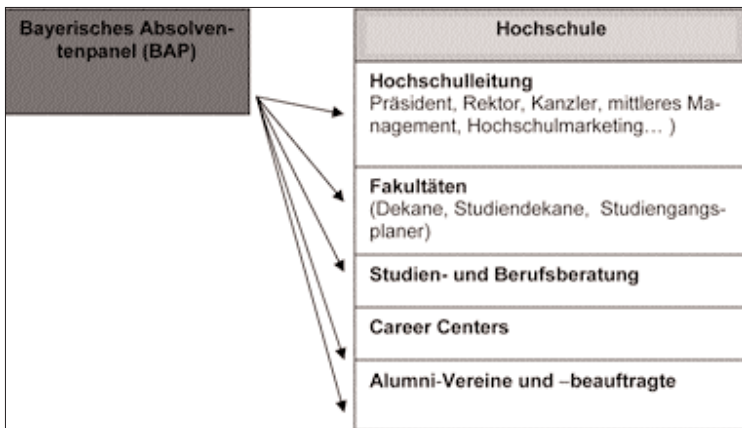 Bayerisches Absolven-
tenpanel (BAP)
Hochschule
Hochschulleitung
Präsident, Rektor, Kanzler, mittleres Ma-
nagement, Hochschulmarketing... )
Fakultäten
(Dekane, Studiendekane, Studiengangs-
planer)
Studien- und Berufsberatung
Career Centers
Alumni-Vereine und –beauftragte